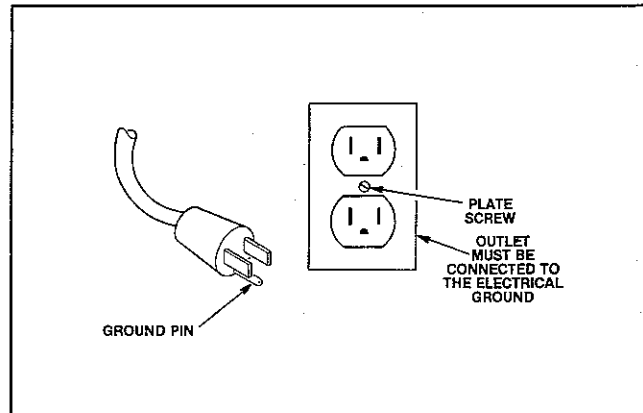 PLATE
SCREW
OUTLET
MUST BE
CONNECTED TO
THE ELECTRICAL
GROUND
GROUND PIN